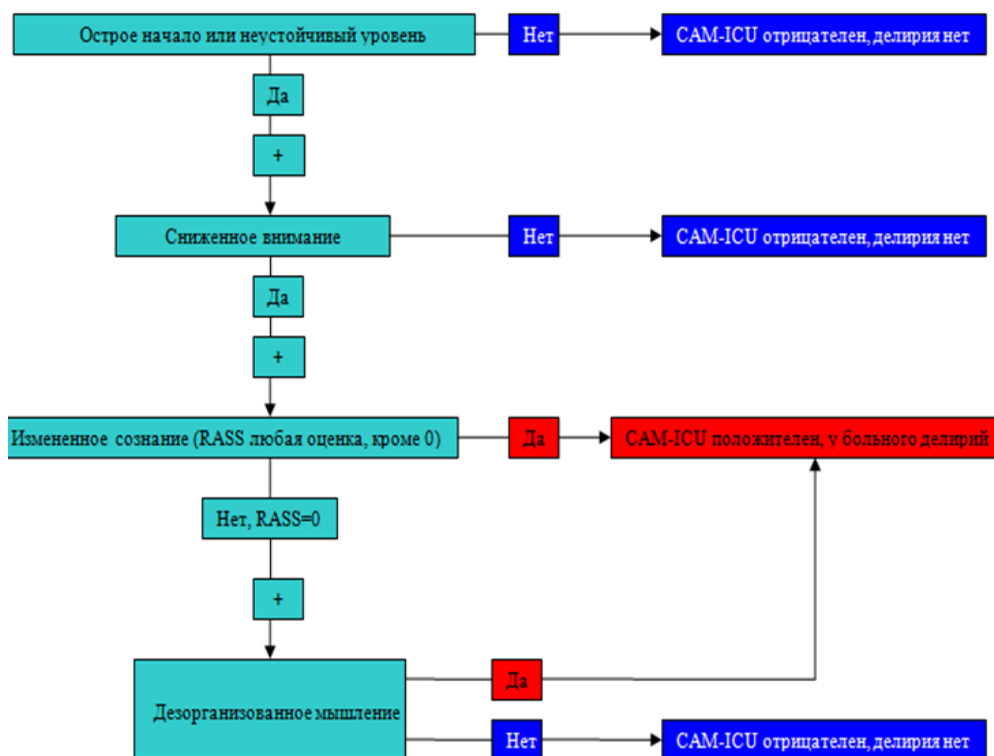 Острое начало или неустойчивый уровень
Нет
CAM-ICU отрицателен, делирия нет
Да
+
Сниженное внимание
Нет
CAM-ICU отрицателен, делирия нет
Да
+
Измененное сознание (RASS любая оценка, кроме 0)
Да
CAM-ICU положителен, у больного делирий
Нет, RASS=0
+
Да
Дезорганизованное мышление
Нет
CAM-ICU отрицателен, делирия нет